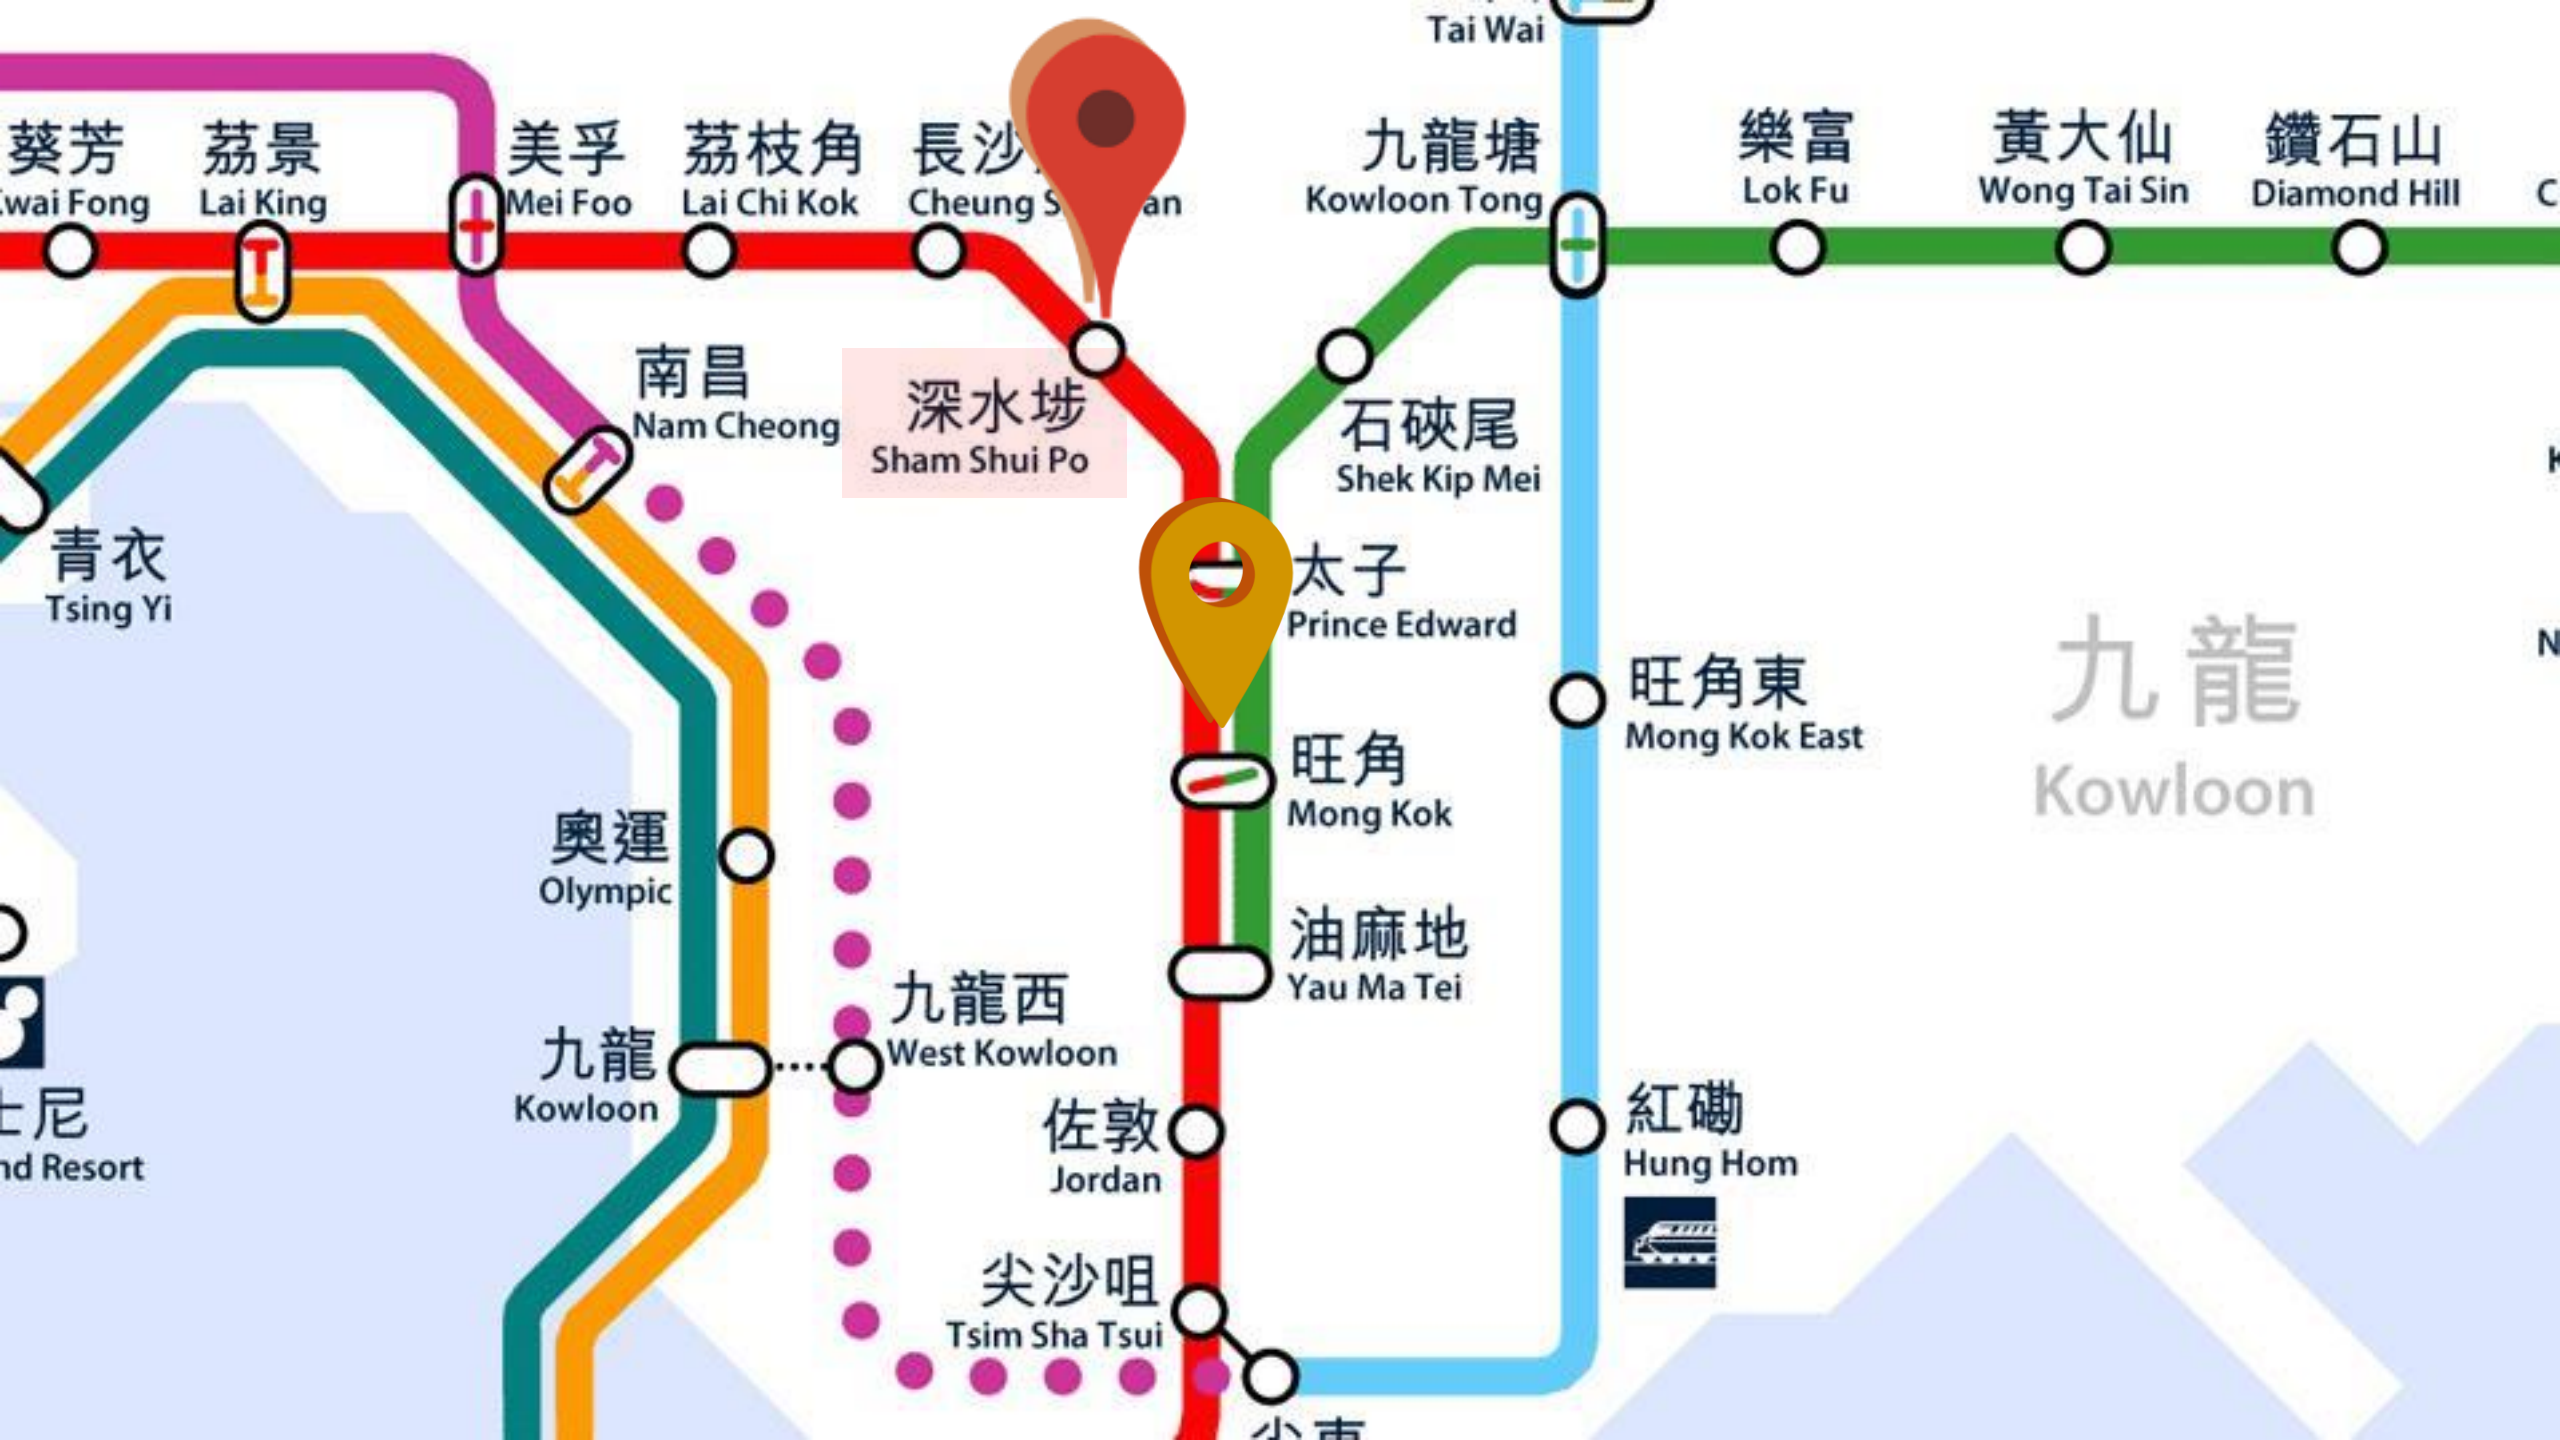 Tai Wai
葵芳
荔景
Lai King
美孚
Mei Foo
荔枝角
Lai Chi Kok
長沙
Cheung
九龍塘
Kowloon Tong
樂富
Lok Fu
黃大仙
Wong Tai Sin
鑽石山
Diamond Hill
南昌
Nam Cheong
深水埗
Sham Shui Po
石硤尾
Shek Kip Mei
青衣
Tsing Yi
太子
Prince Edward
旺角東
Mong Kok East
九龍
Kowloon
旺角
Mong Kok
奧運
Olympic
油麻地
Yau Ma Tei
九龍西
West Kowloon
九龍
Kowloon
佐敦
Jordan
紅磡
Hung Hom
尼
Resort
尖沙咀
Tsim Sha Tsui